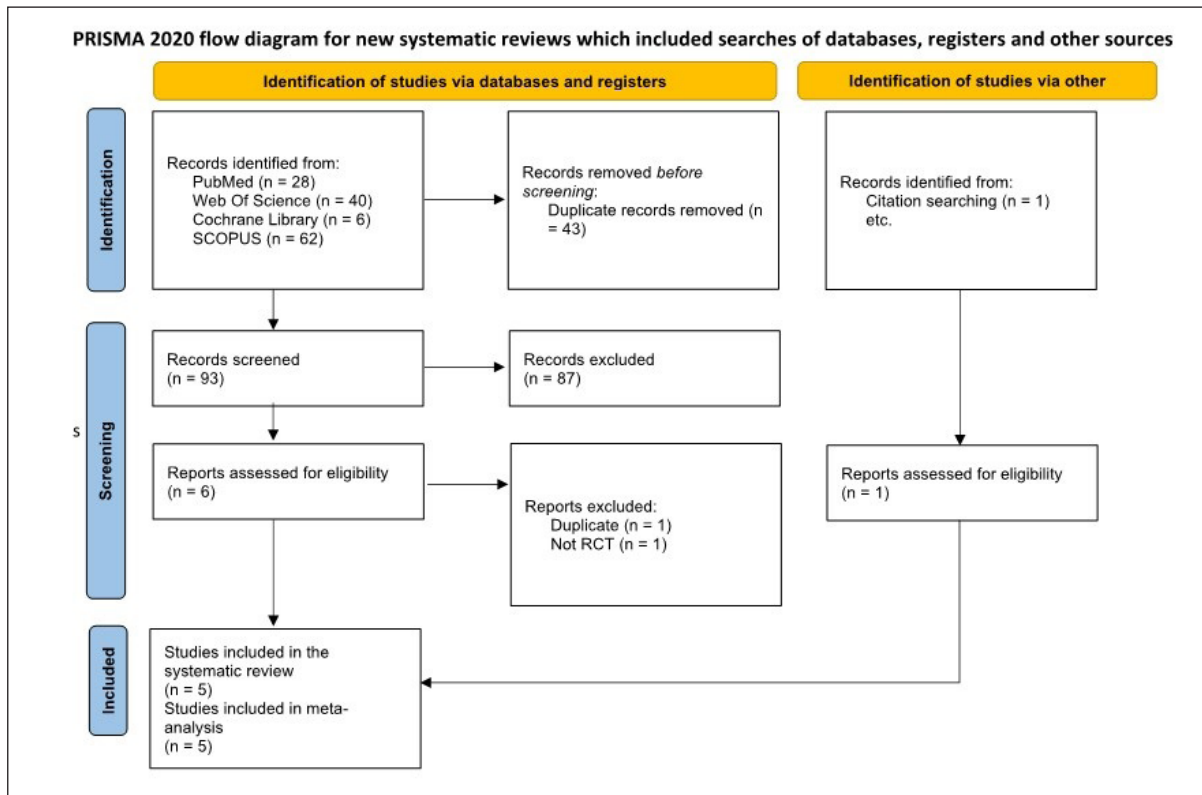 PRISMA 2020 flow diagram for new systematic reviews which included searches of databases, registers and other sources
Identification of studies via databases and registers
Identification of studies via other
Identification
Records identified from:
PubMed (n = 28)
Web Of Science (n = 40)
Cochrane Library (n = 6)
SCOPUS (n = 62)
Records removed before
screening:
Duplicate records removed (n
= 43)
Records identified from:
Citation searching (n = 1)
etc.
Screening
s
Records screened
(n = 93)
Records excluded
(n = 87)
Reports assessed for eligibility
(n = 6)
Reports excluded:
Duplicate (n = 1)
Not RCT (n = 1)
Reports assessed for eligibility
(n = 1)
Included
Studies included in the
systematic review
(n = 5)
Studies included in meta-
analysis
(n = 5)